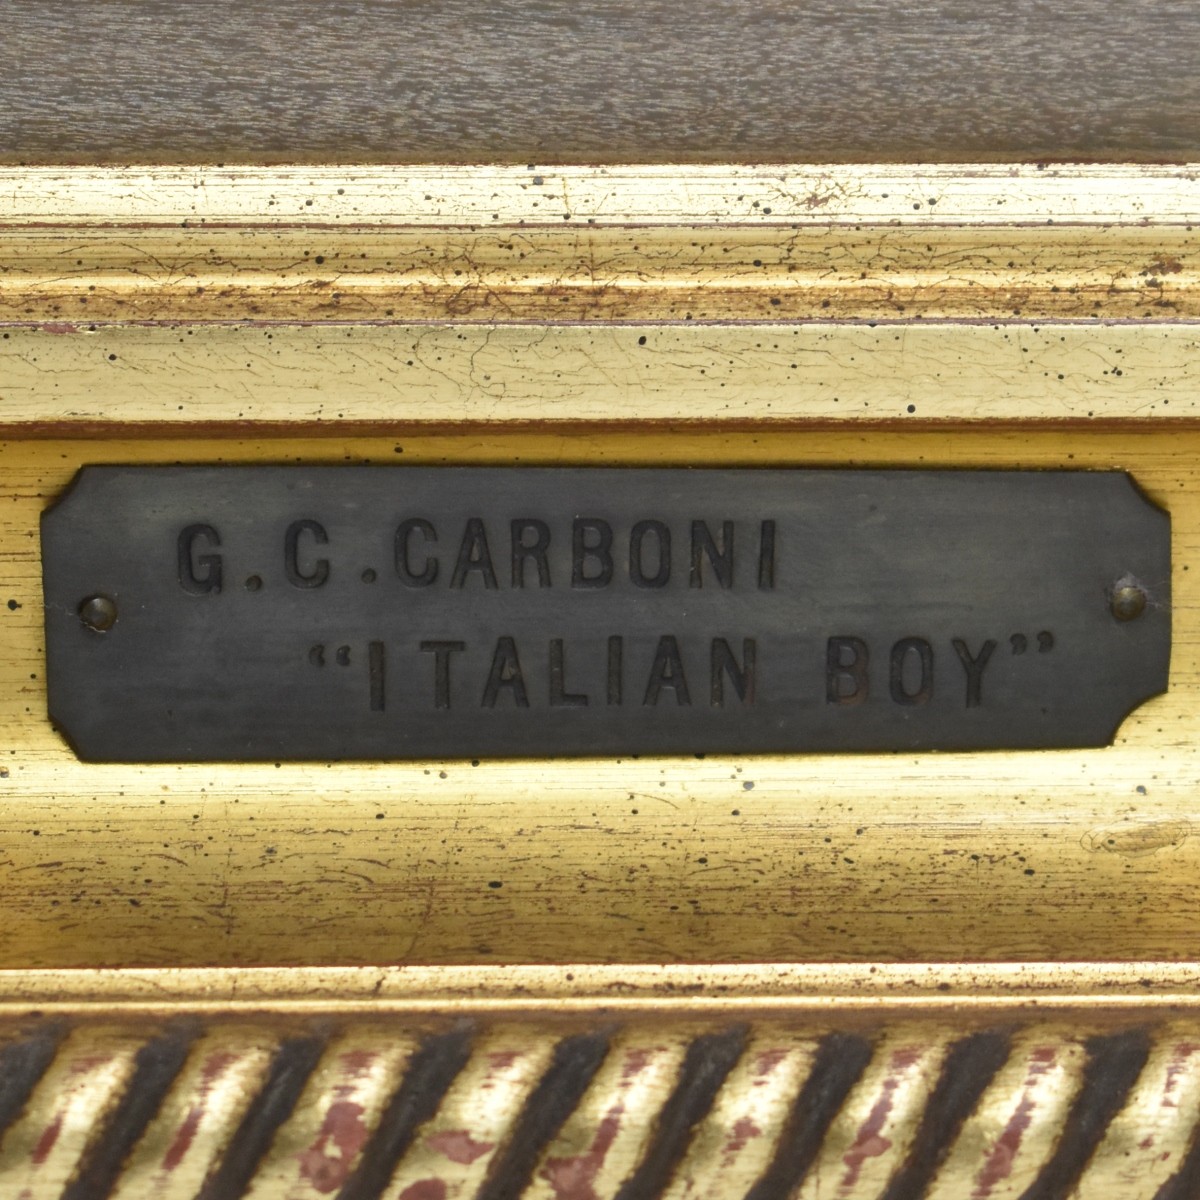 G. C. CARBONI
“ITALIAN BOY”